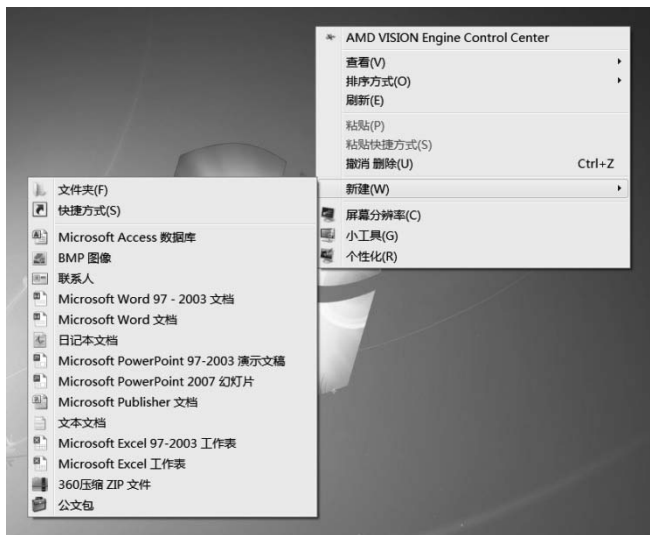 AMD VISION Engine Control Center
查看(V)
排序方式(O)
刷新(E)
粘贴(P)
粘贴快捷方式(S)
撤消 删除(U) Ctrl+Z
新建(W)
屏幕分辨率(C)
小工具(G)
个性化(R)
文件夹(F)
快捷方式(S)
Microsoft Access 数据库
BMP 图像
联系人
Microsoft Word 97 - 2003 文档
Microsoft Word 文档
日记本文档
Microsoft PowerPoint 97-2003 演示文稿
Microsoft PowerPoint 2007 幻灯片
Microsoft Publisher 文档
文本文档
Microsoft Excel 97-2003 工作表
Microsoft Excel 工作表
360压缩 ZIP 文件
公文包